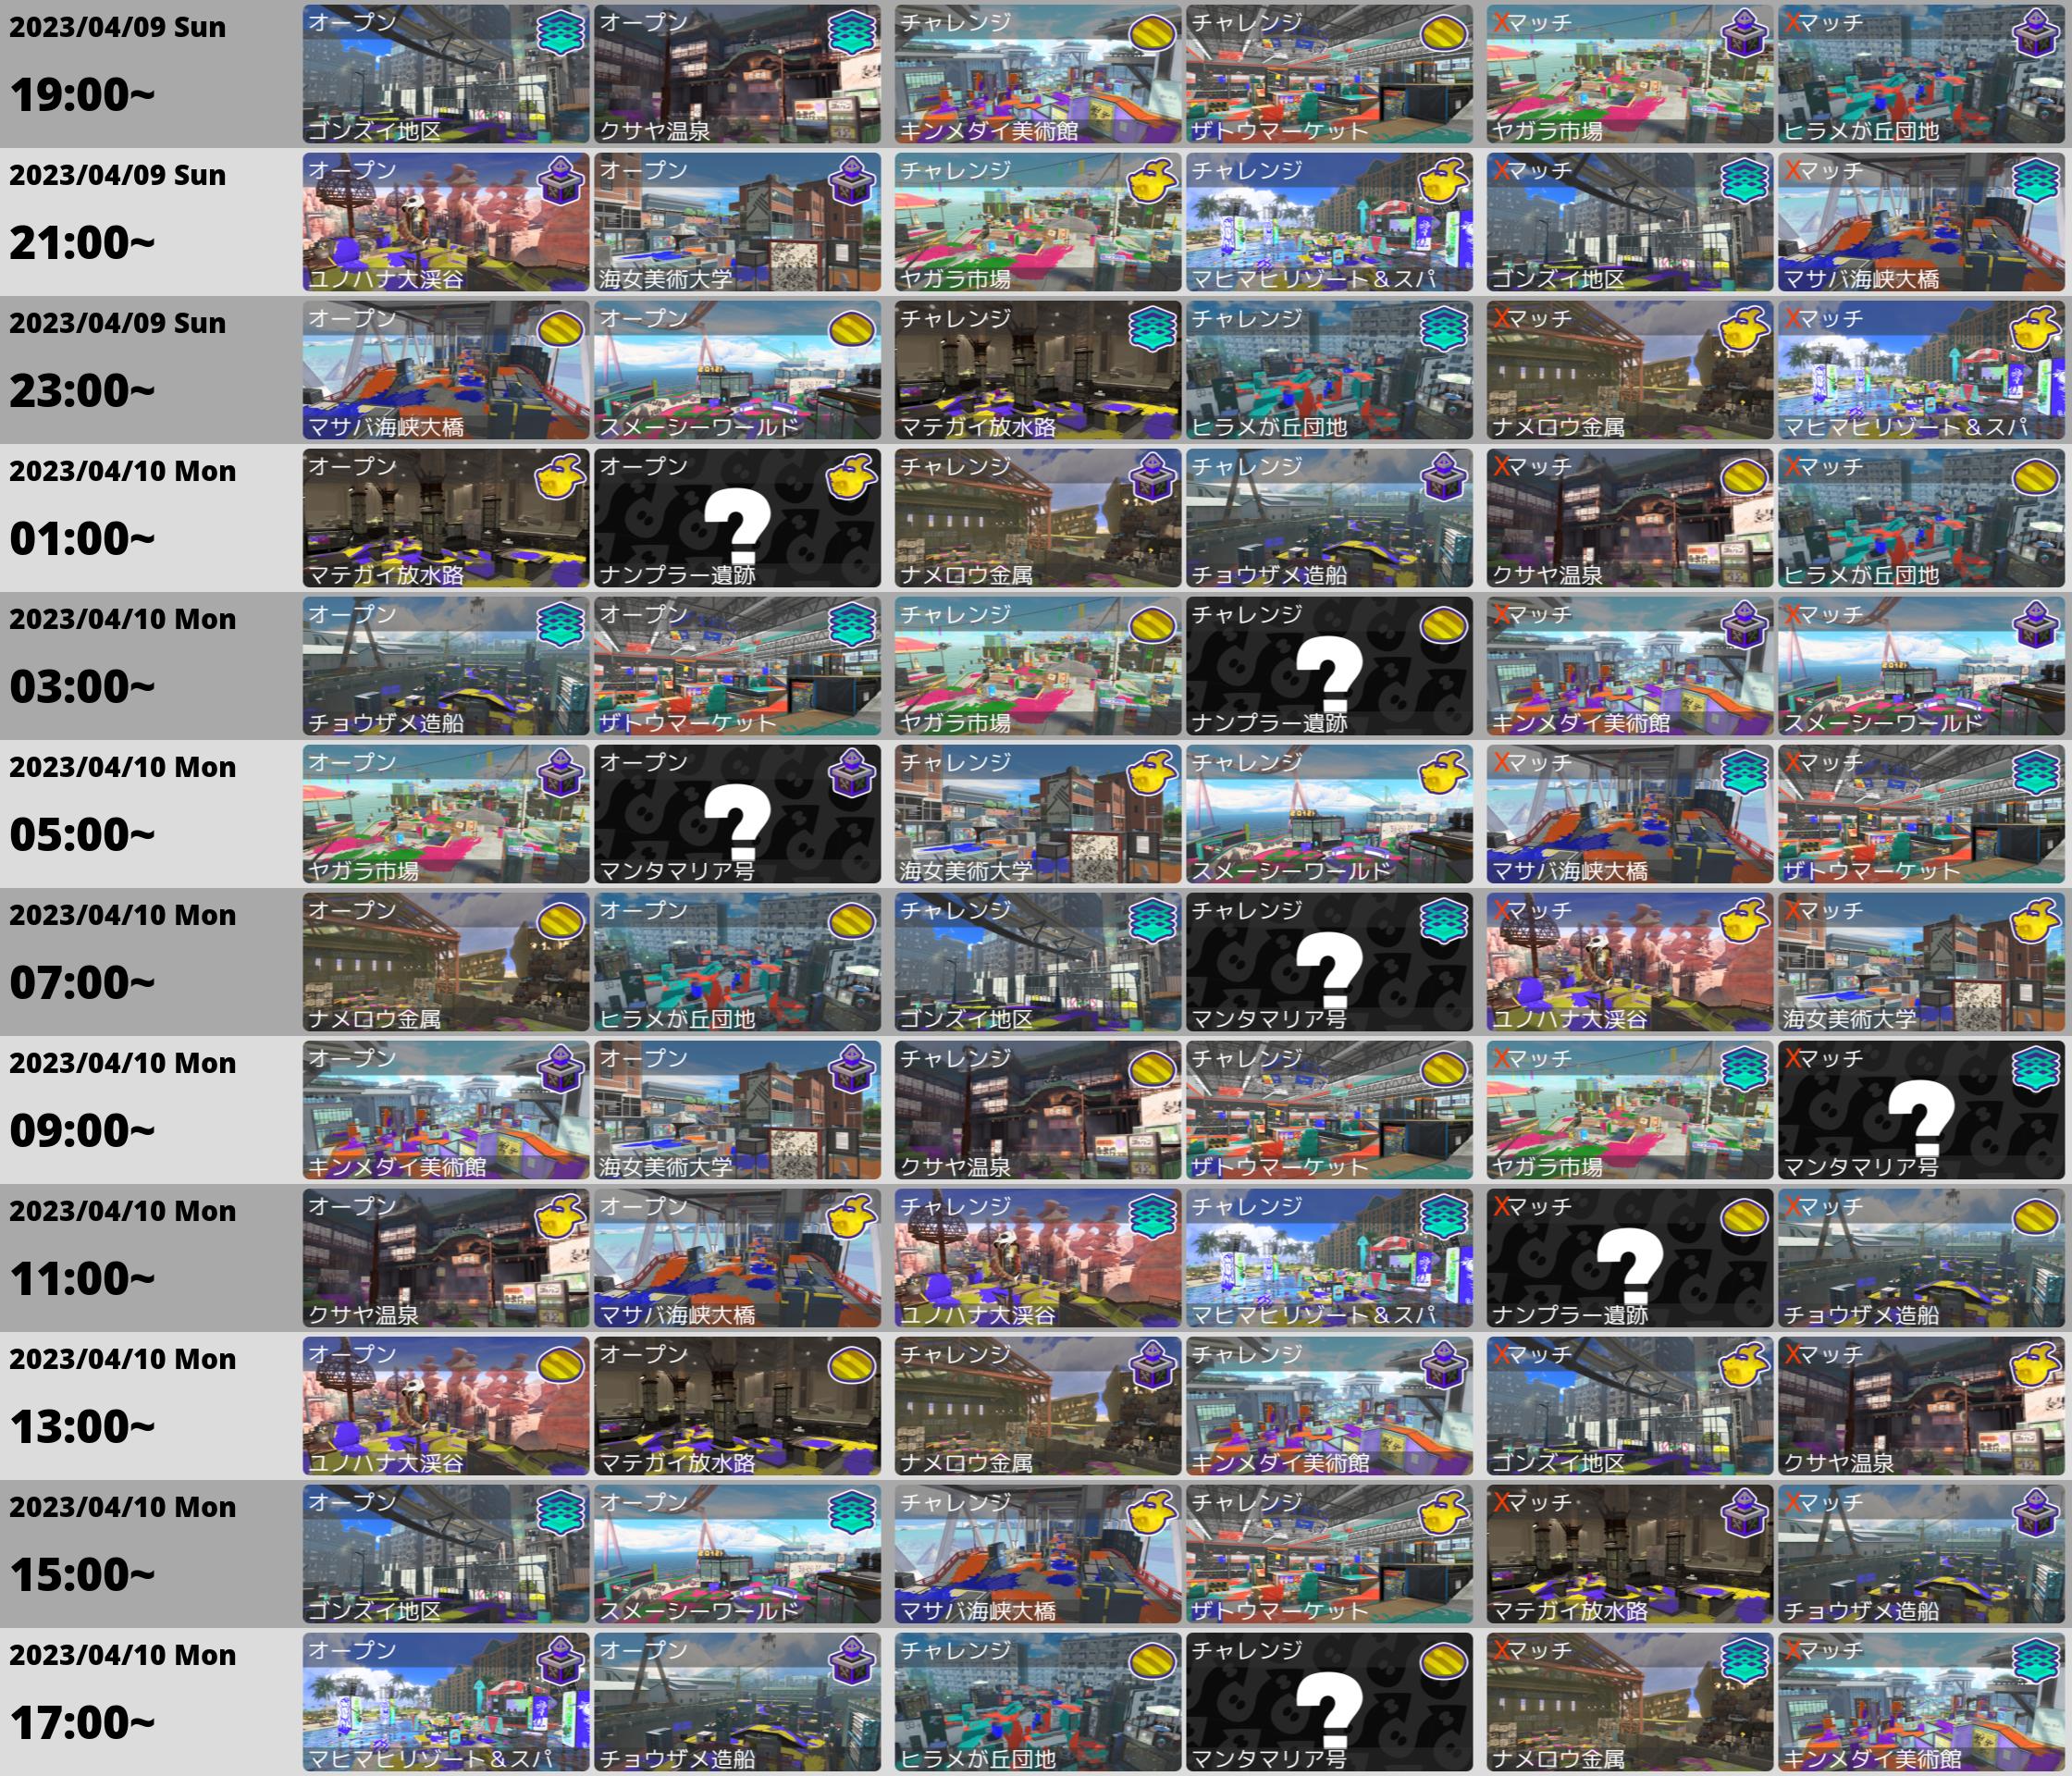 2023/04/09 Sun
19:00~
オープン オープン チャレンジ チャレンジ Xマッチ Xマッチ
ゴンズイ地区 クサヤ温泉 キンメダイ美術館 ザトウマーケット ヤガラ市場 ヒラメが丘団地
2023/04/09 Sun
21:00~
オープン オープン チャレンジ チャレンジ Xマッチ Xマッチ
ユノハナ大渓谷 海女美術大学 ヤガラ市場 マヒマヒリゾート&スパ ゴンズイ地区 マサバ海峡大橋
2023/04/09 Sun
23:00~
オープン オープン チャレンジ チャレンジ Xマッチ Xマッチ
マサバ海峡大橋 スメーシーワールド マテガイ放水路 ヒラメが丘団地 ナメロウ金属 マヒマヒリゾート&スパ
2023/04/10 Mon
01:00~
オープン オープン チャレンジ チャレンジ Xマッチ Xマッチ
マテガイ放水路 ナンプラー遺跡 ナメロウ金属 チョウザメ造船 クサヤ温泉 ヒラメが丘団地
2023/04/10 Mon
03:00~
オープン オープン チャレンジ チャレンジ Xマッチ Xマッチ
チョウザメ造船 ザトウマーケット ヤガラ市場 ナンプラー遺跡 キンメダイ美術館 スメーシーワールド
2023/04/10 Mon
05:00~
オープン オープン チャレンジ チャレンジ Xマッチ Xマッチ
ヤガラ市場 マンタマリア号 海女美術大学 スメーシーワールド マサバ海峡大橋 ザトウマーケット
2023/04/10 Mon
07:00~
オープン オープン チャレンジ チャレンジ Xマッチ Xマッチ
ナメロウ金属 ヒラメが丘団地 ゴンズイ地区 マンタマリア号 ユノハナ大渓谷 海女美術大学
2023/04/10 Mon
09:00~
オープン オープン チャレンジ チャレンジ Xマッチ Xマッチ
キンメダイ美術館 海女美術大学 クサヤ温泉 ザトウマーケット ヤガラ市場 マンタマリア号
2023/04/10 Mon
11:00~
オープン オープン チャレンジ チャレンジ Xマッチ Xマッチ
クサヤ温泉 マサバ海峡大橋 ユノハナ大渓谷 マヒマヒリゾート&スパ ナンプラー遺跡 チョウザメ造船
2023/04/10 Mon
13:00~
オープン オープン チャレンジ チャレンジ Xマッチ Xマッチ
ユノハナ大渓谷 マテガイ放水路 ナメロウ金属 キンメダイ美術館 ゴンズイ地区 クサヤ温泉
2023/04/10 Mon
15:00~
オープン オープン チャレンジ チャレンジ Xマッチ Xマッチ
ゴンズイ地区 スメーシーワールド マサバ海峡大橋 ザトウマーケット マテガイ放水路 チョウザメ造船
2023/04/10 Mon
17:00~
オープン オープン チャレンジ チャレンジ Xマッチ Xマッチ
マヒマヒリゾート&スパ チョウザメ造船 ヒラメが丘団地 マンタマリア号 ナメロウ金属 キンメダイ美術館